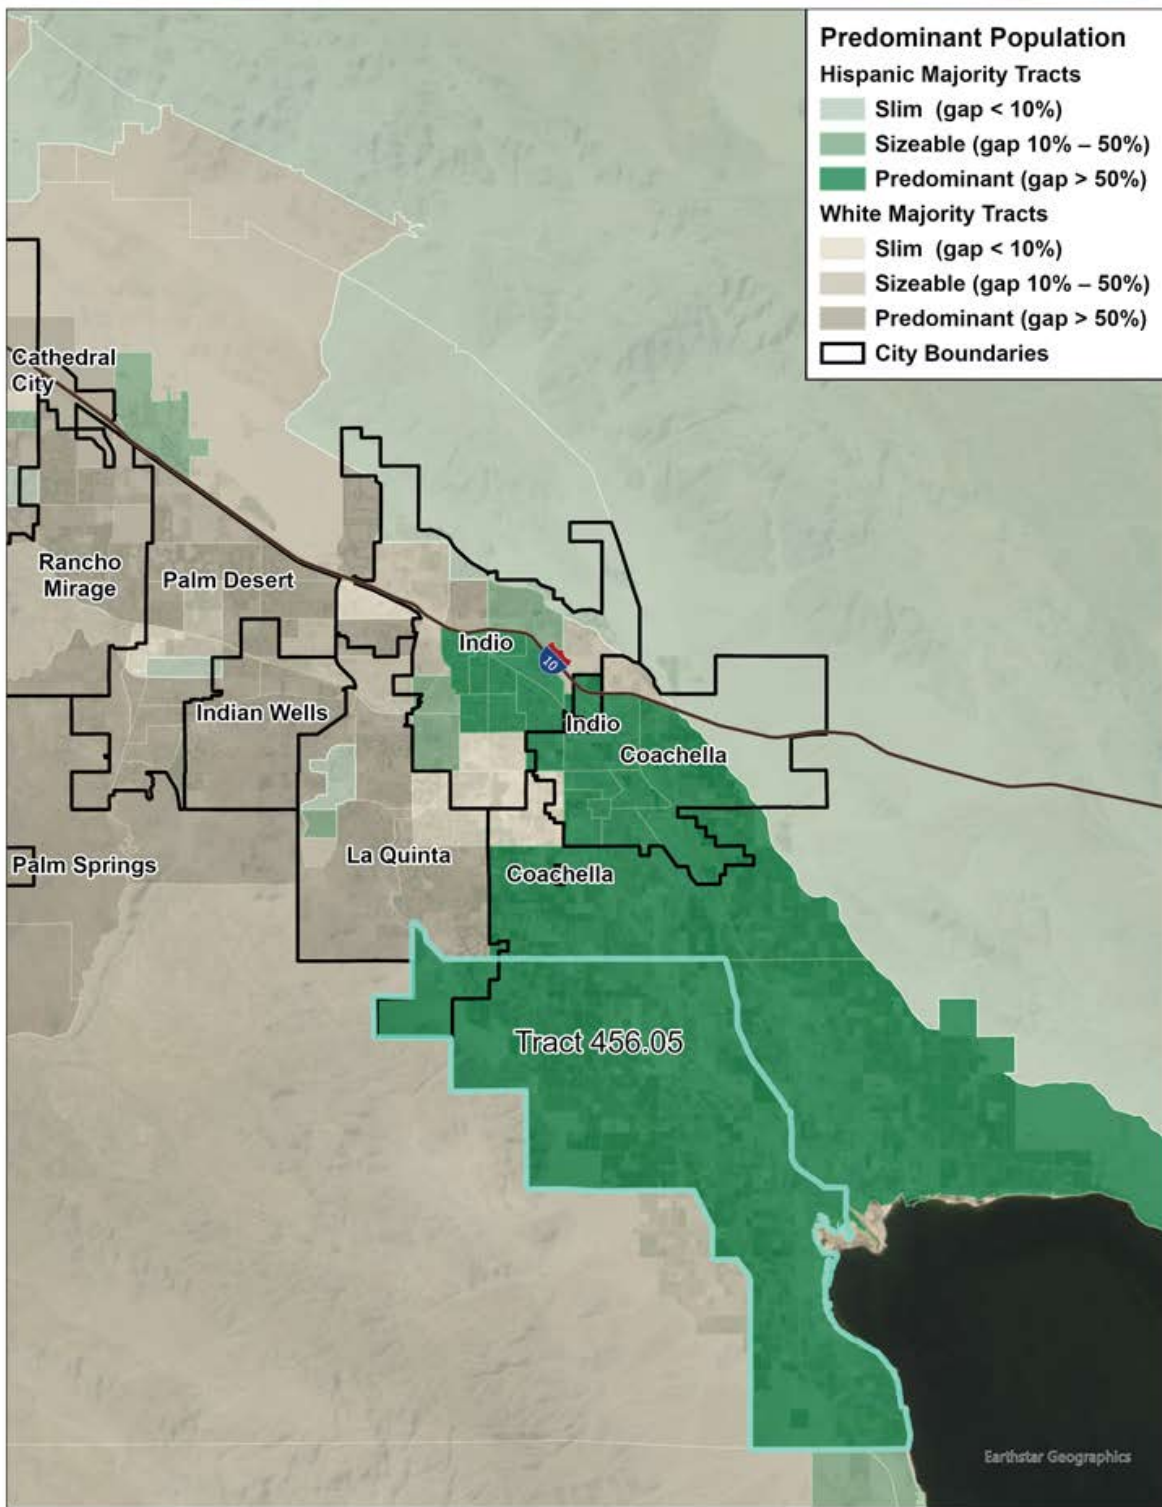 Predominant Population
Hispanic Majority Tracts
Slim (gap < 10%)
Sizeable (gap 10% – 50%)
Predominant (gap > 50%)
White Majority Tracts
Slim (gap < 10%)
Sizeable (gap 10% – 50%)
Predominant (gap > 50%)
City Boundaries
Cathedral
City
Rancho
Mirage
Palm Desert
Indio
10
Indian Wells
Indio
Coachella
La Quinta
Palm Springs
Coachella
Tract 456.05
Earthstar Geographics